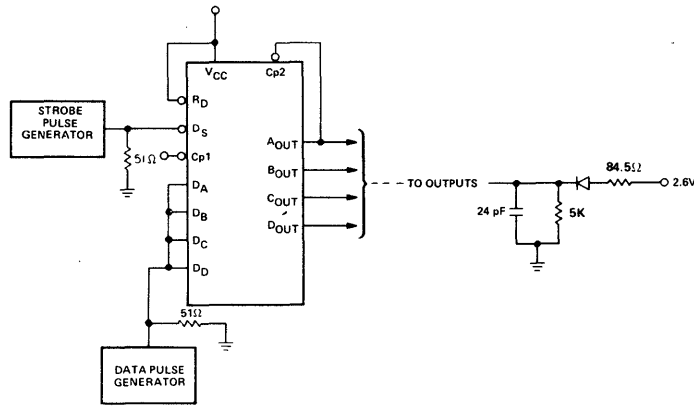 VCC
Cp2
RD
STROBE
PULSE
GENERATOR
DS
51Ω
Cp1
AOUT
84.5Ω
BOUT
TO OUTPUTS
2.6V
DA
COUT
24 pF
5K
DB
DOUT
DC
DD
51Ω
DATA PULSE
GENERATOR